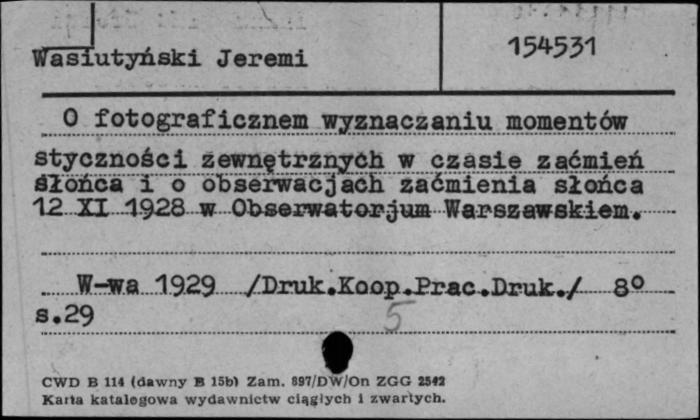 Wasiutyński Jeremi
154531
O fotograficznem wyznaczaniu momentów
styczności zewnętrznych w czasie zaćmień
słońca i o obserwacjach zaćmienia słońca
12 XI 1928 w Obserwatorjum Warszawskiem.
W-wa 1929 /Druk.Koop.Prac.Druk./ 8º
s.29
5
CWD B 114 (dawny B 15b) Zam. 897/DW/On ZGG 2542
Karta katalogowa wydawnictw ciągłych i zwartych.